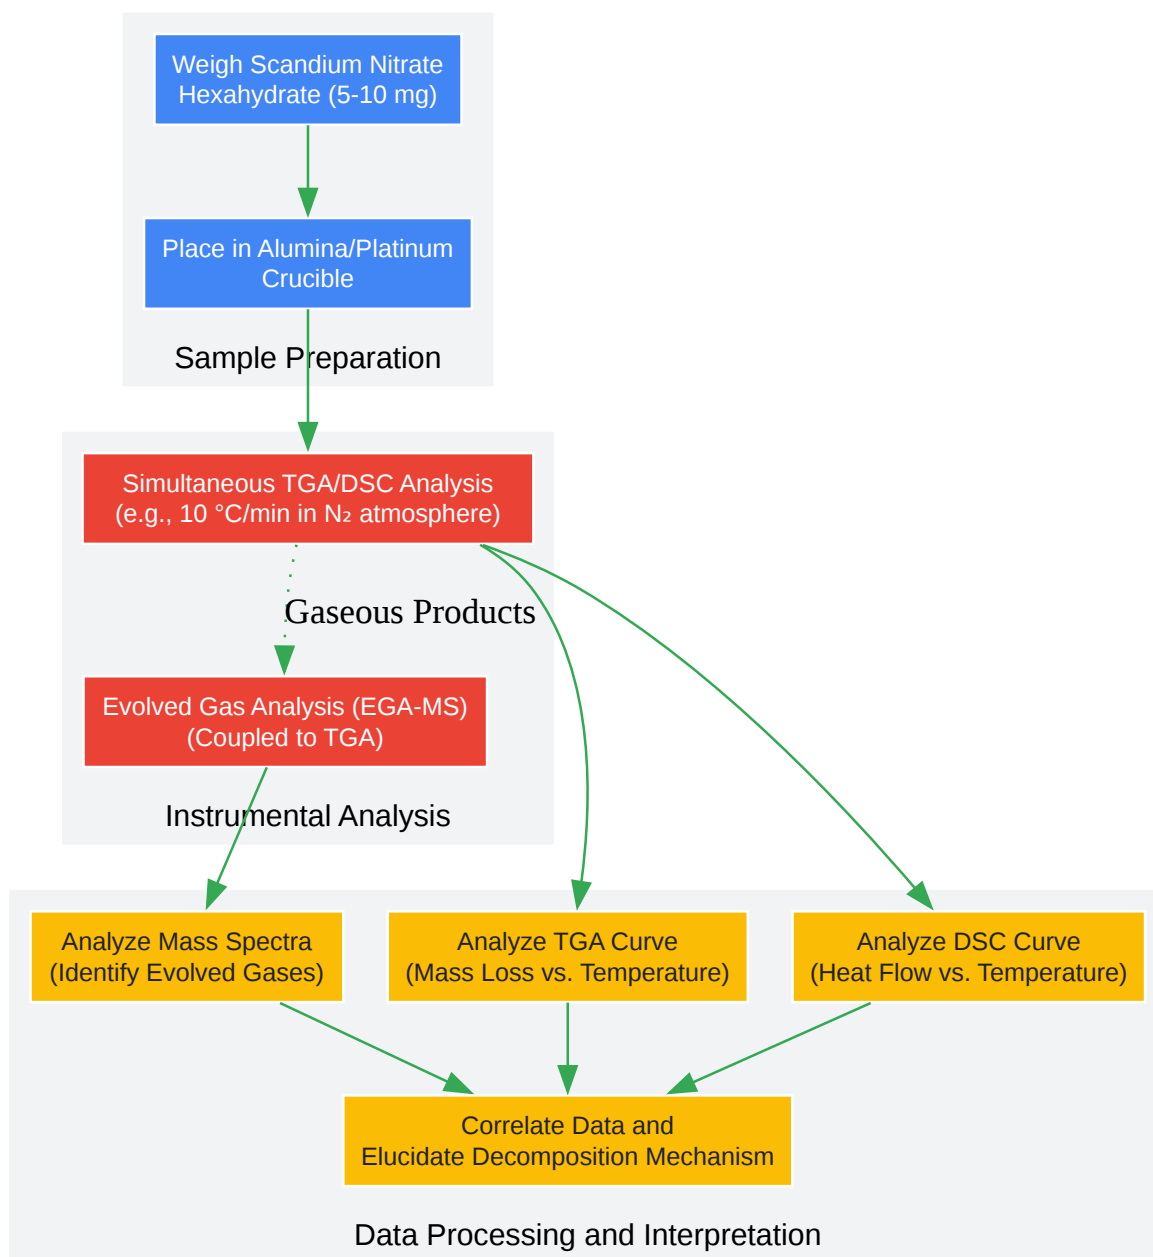 Weigh Scandium Nitrate
Hexahydrate (5-10 mg)
Place in Alumina/Platinum
Crucible
Sample Preparation
Simultaneous TGA/DSC Analysis
(e.g., 10 °C/min in N₂ atmosphere)
Gaseous Products
Evolved Gas Analysis (EGA-MS)
(Coupled to TGA)
Instrumental Analysis
Analyze Mass Spectra
(Identify Evolved Gases)
Analyze TGA Curve
(Mass Loss vs. Temperature)
Analyze DSC Curve
(Heat Flow vs. Temperature)
Correlate Data and
Elucidate Decomposition Mechanism
Data Processing and Interpretation